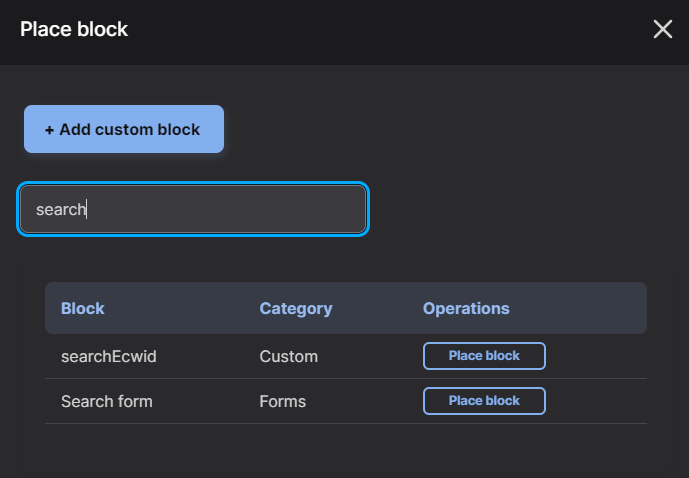 Place block
+ Add custom block
search
Block Category Operations
searchEcwid Custom Place block
Search form Forms Place block